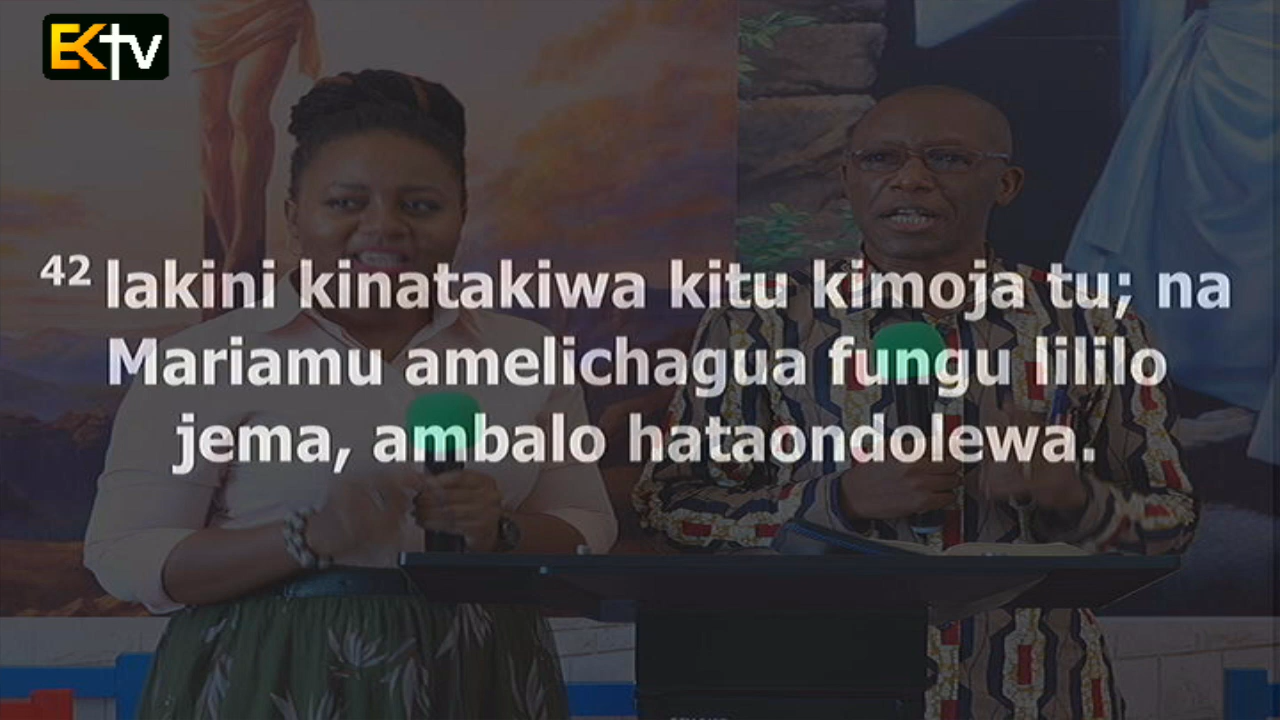 EKTV
42 lakini kinatakiwa kitu kimoja tu; na
Mariamu amelichagua fungu lililo
jema, ambalo hataondolewa.